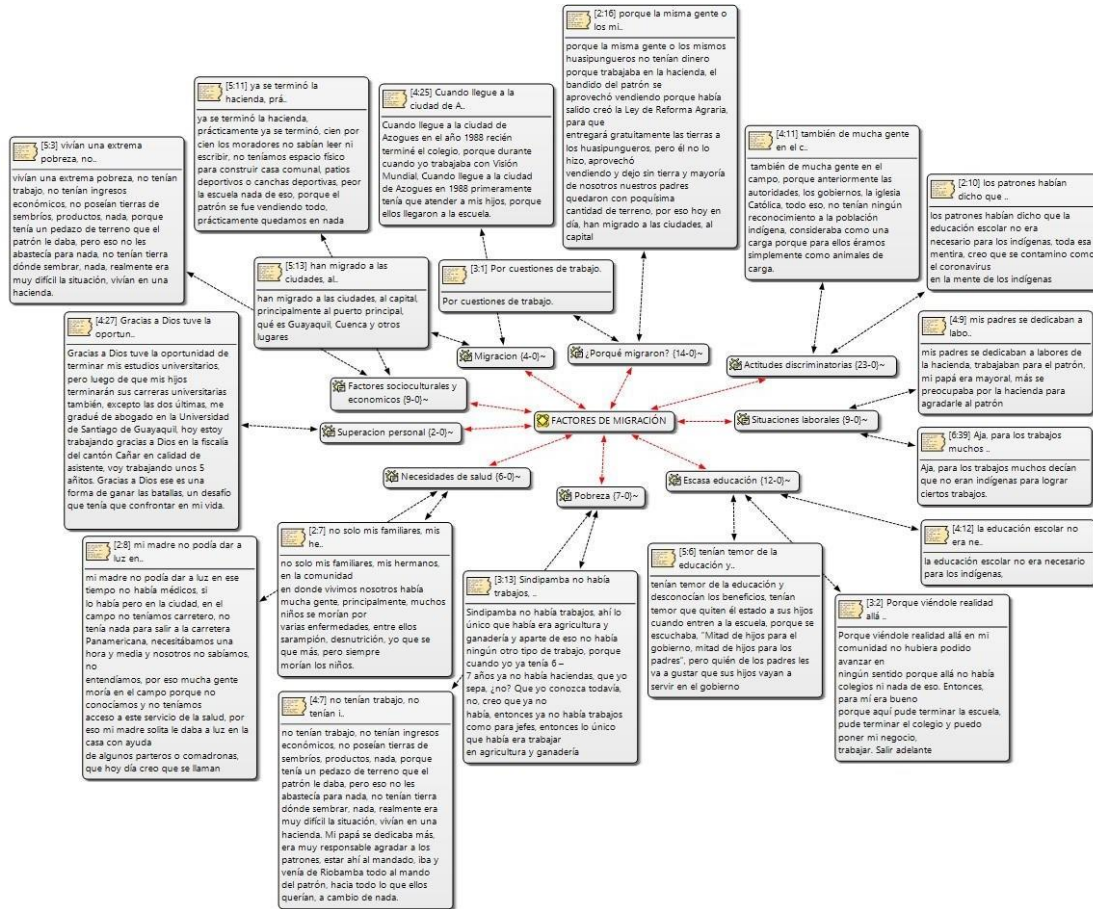 [2:16] porque la misma gente o
los mi..
porque la misma gente o los mismos
huasipungueros no tenían dinero
porque trabajaba en la hacienda, el
bandido del patrón se
aprovechó vendiendo porque había
salido creó la Ley de Reforma Agraria,
para que
entregará gratuitamente las tierras a
los huasipungueros, pero él no lo
hizo, aprovechó
vendiendo y dejo sin tierra y mayoría
de nosotros nuestros padres
quedaron con poquísima
cantidad de terreno, por eso hoy en
día, han migrado a las ciudades, al
capital
[5:11] ya se terminó la
hacienda, prá..
ya se terminó la hacienda,
prácticamente ya se terminó, cien por
cien los moradores no sabían leer ni
escribir, no teníamos espacio físico
para construir casa comunal, patios
deportivos o canchas deportivas, peor
la escuela nada de eso, porque el
patrón se fue vendiendo todo,
prácticamente quedamos en nada
[4:25] Cuando llegue a la
ciudad de A..
Cuando llegue a la ciudad de
Azogues en el año 1988 recién
terminé el colegio, porque durante
cuando yo trabajaba con Visión
Mundial, Cuando llegue a la ciudad
de Azogues en 1988 primeramente
tenía que atender a mis hijos, porque
ellos llegaron a la escuela.
[5:3] vivían una extrema
pobreza, no..
vivían una extrema pobreza, no tenían
trabajo, no tenían ingresos
económicos, no poseían tierras de
sembríos, productos, nada, porque
tenía un pedazo de terreno que el
patrón le daba, pero eso no les
abastecía para nada, no tenían tierra
dónde sembrar, nada, realmente era
muy difícil la situación, vivían en una
hacienda.
[4:11] también de mucha gente
en el c..
también de mucha gente en el
campo, porque anteriormente las
autoridades, los gobiernos, la iglesia
Católica, todo eso, no tenían ningún
reconocimiento a la población
indígena, consideraba como una
carga porque para ellos éramos
simplemente como animales de
carga.
[2:10] los patrones habían
dicho que ..
los patrones habían dicho que la
educación escolar no era
necesario para los indígenas, toda esa
mentira, creo que se contamino como
el coronavirus
en la mente de los indígenas
[5:13] han migrado a las
ciudades, al..
han migrado a las ciudades, al capital,
principalmente al puerto principal,
qué es Guayaquil, Cuenca y otros
lugares
[3:1] Por cuestiones de trabajo.
Por cuestiones de trabajo.
[4:27] Gracias a Dios tuve la
oportun..
Gracias a Dios tuve la oportunidad de
terminar mis estudios universitarios,
pero luego de que mis hijos
terminarán sus carreras universitarias
también, excepto las dos últimas, me
gradué de abogado en la Universidad
de Santiago de Guayaquil, hoy estoy
trabajando gracias a Dios en la fiscalía
del cantón Cañar en calidad de
asistente, voy trabajando unos 5
añitos. Gracias a Dios ese es una
forma de ganar las batallas, un desafío
que tenía que confrontar en mi vida.
[4:9] mis padres se dedicaban a
labo..
mis padres se dedicaban a labores de
la hacienda, trabajaban para el patrón,
mi papá era mayoral, más se
preocupaba por la hacienda para
agradarle al patrón
Migracion {4-0}~
¿Porqué migraron? {14-0}~
Actitudes discriminatorias {23-0}~
Factores socioculturales y
economicos {9-0}~
FACTORES DE MIGRACIÓN
Situaciones laborales {9-0}~
Superacion personal {2-0}~
[6:39] Aja, para los trabajos
muchos ..
Aja, para los trabajos muchos decían
que no eran indígenas para lograr
ciertos trabajos.
Necesidades de salud {6-0}~
Pobreza {7-0}~
Escasa educación {12-0}~
[2:7] no solo mis familiares, mis
he..
no solo mis familiares, mis hermanos,
en la comunidad
en donde vivimos nosotros había
mucha gente, principalmente, muchos
niños se morían por
varias enfermedades, entre ellos
sarampión, desnutrición, yo que se
que más, pero siempre
morían los niños.
[4:12] la educación escolar no
era ne..
la educación escolar no era necesario
para los indígenas,
[2:8] mi madre no podía dar a
luz en..
mi madre no podía dar a luz en ese
tiempo no había médicos, si
lo había pero en la ciudad, en el
campo no teníamos carretero, no
tenía nada para salir a la carretera
Panamericana, necesitábamos una
hora y media y nosotros no sabíamos,
no
entendíamos, por eso mucha gente
moría en el campo porque no
conocíamos y no teníamos
acceso a este servicio de la salud, por
eso mi madre solita le daba a luz en la
casa con ayuda
de algunos parteros o comadronas,
que hoy día creo que se llaman
[5:6] tenían temor de la
educación y..
tenían temor de la educación y
desconocían los beneficios, tenían
temor que quiten él estado a sus hijos
cuando entren a la escuela, porque se
escuchaba, "Mitad de hijos para el
gobierno, mitad de hijos para los
padres", pero quién de los padres les
va a gustar que sus hijos vayan a
servir en el gobierno
[3:13] Sindipamba no había
trabajos, ..
Sindipamba no había trabajos, ahí lo
único que había era agricultura y
ganadería y aparte de eso no había
ningún otro tipo de trabajo, porque
cuando yo ya tenía 6 –
7 años ya no había haciendas, que yo
sepa, ¿no? Que yo conozca todavía,
no, creo que ya no
había, entonces ya no había trabajos
como para jefes, entonces lo único
que había era trabajar
en agricultura y ganadería
[3:2] Porque viéndole realidad
allá ..
Porque viéndole realidad allá en mi
comunidad no hubiera podido
avanzar en
ningún sentido porque allá no había
colegios ni nada de eso. Entonces,
para mí era bueno
porque aquí pude terminar la escuela,
pude terminar el colegio y puedo
poner mi negocio,
trabajar. Salir adelante
[4:7] no tenían trabajo, no
tenían i..
no tenían trabajo, no tenían ingresos
económicos, no poseían tierras de
sembríos, productos, nada, porque
tenía un pedazo de terreno que el
patrón le daba, pero eso no les
abastecía para nada, no tenían tierra
dónde sembrar, nada, realmente era
muy difícil la situación, vivían en una
hacienda. Mi papá se dedicaba más,
era muy responsable agradar a los
patrones, estar ahí al mandado, iba y
venía de Riobamba todo al mando
del patrón, hacia todo lo que ellos
querían, a cambio de nada.